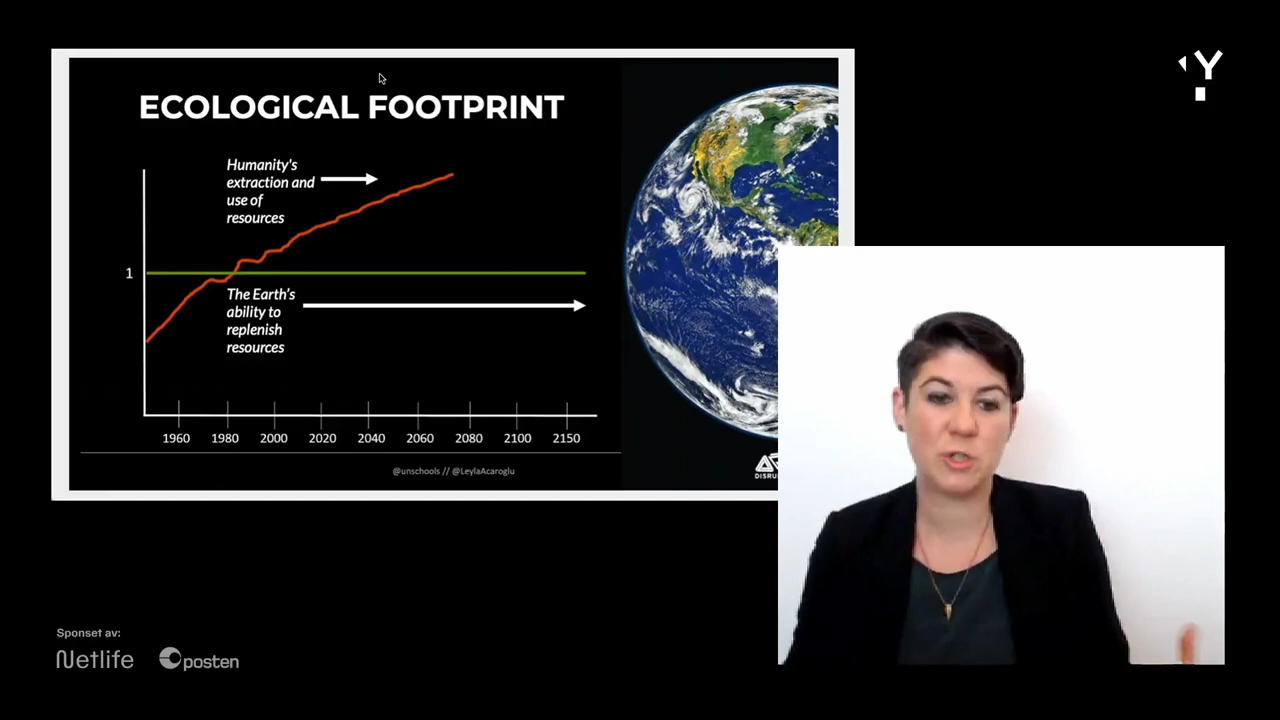 ECOLOGICAL FOOTPRINT
Humanity's
extraction and
use of
resources
1
The Earth's
ability to
replenish
resources
1960 1980 2000 2020 2040 2060 2080 2100 2150
@unschools // @LeylaAcaroglu
Y
Sponset av:
Netlife posten